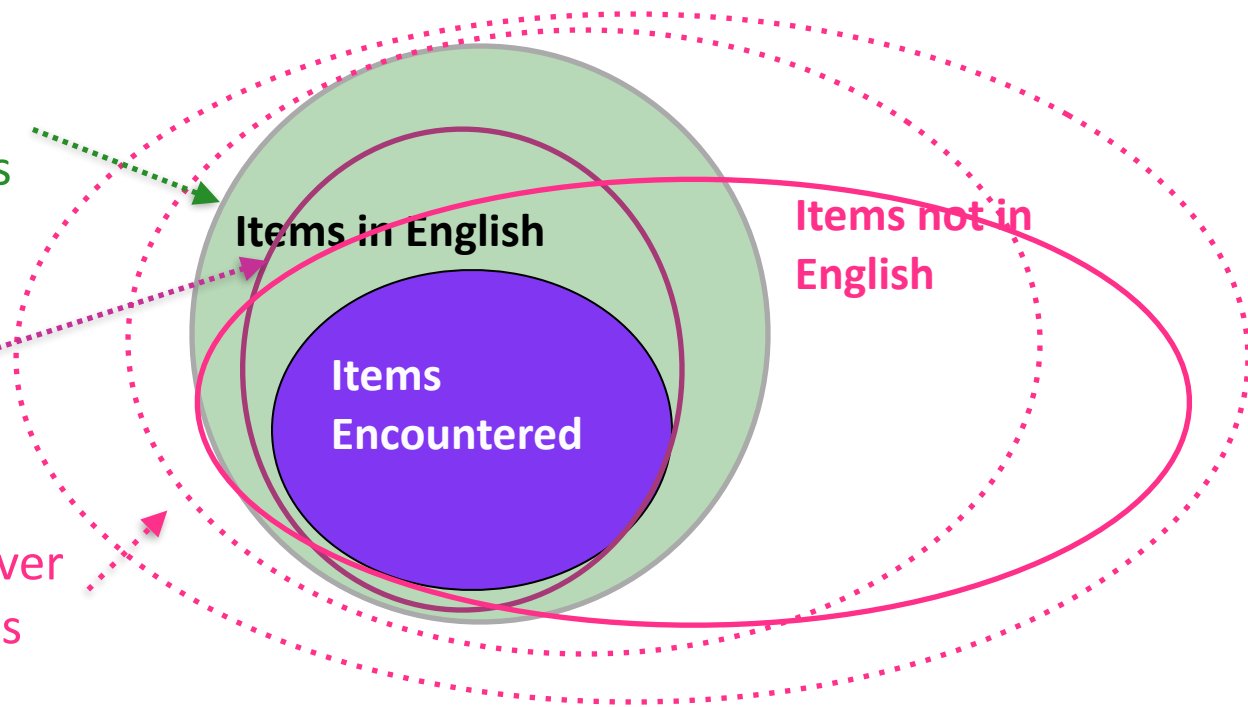 s
Items in English
Items not in
English
Items
Encountered
ver
s